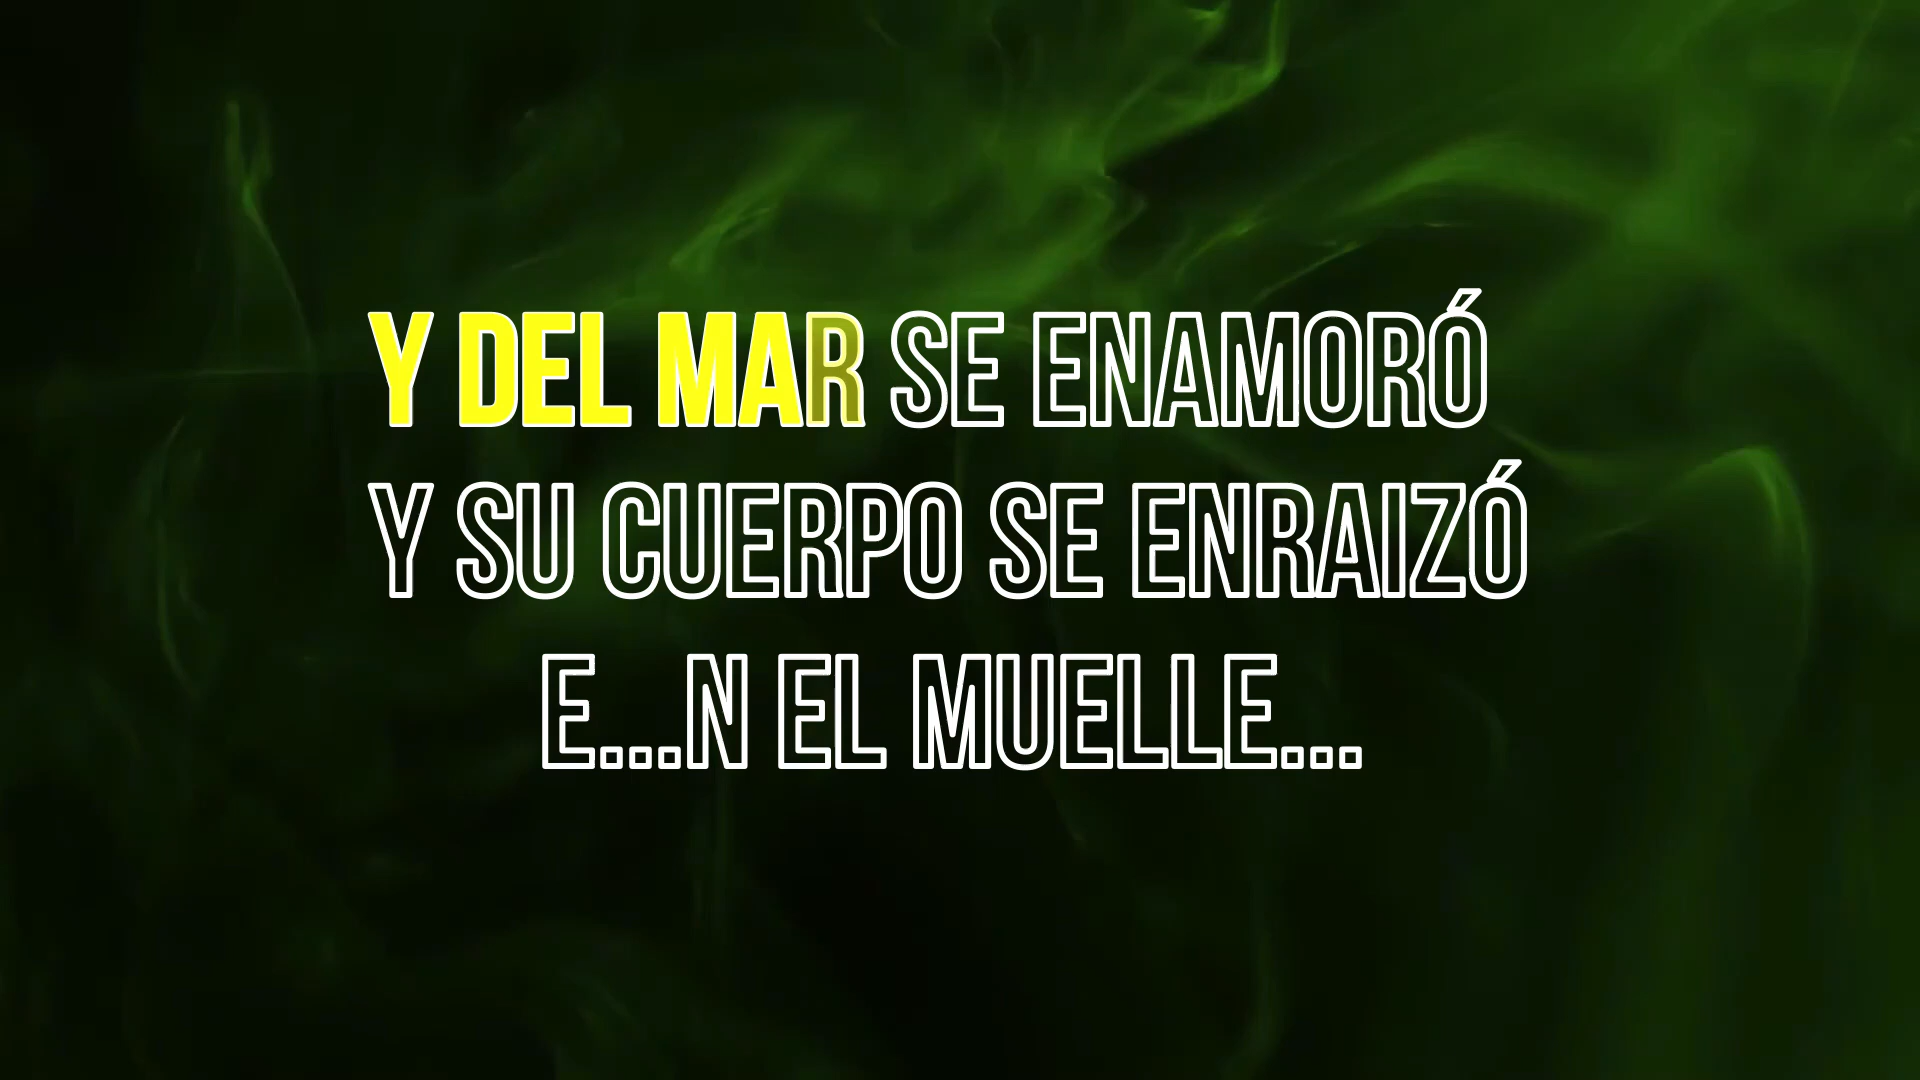 Y DEL MAR SE ENAMORÓ
Y SU CUERPO SE ENRAIZÓ
E...N EL MUELLE...